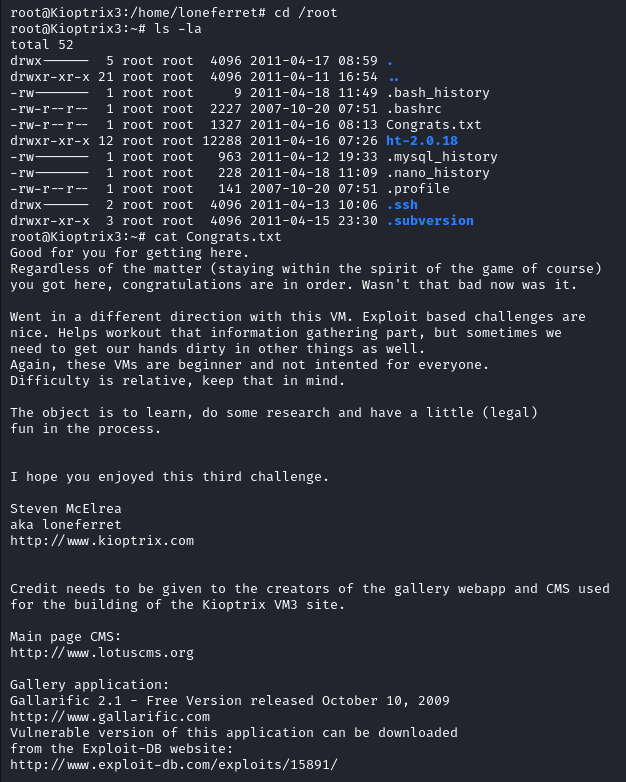 root@Kioptrix3:/home/loneferret# cd /root
root@Kioptrix3:~# ls -la
total 52
drwx------  5 root root  4096 2011-04-17 08:59 .
drwxr-xr-x 21 root root  4096 2011-04-11 16:54 ..
-rw-------  1 root root     9 2011-04-18 11:49 .bash_history
-rw-r--r--  1 root root  2227 2007-10-20 07:51 .bashrc
-rw-r--r--  1 root root  1327 2011-04-16 08:13 Congrats.txt
drwxr-xr-x 12 root root 12288 2011-04-16 07:26 ht-2.0.18
-rw-------  1 root root   963 2011-04-12 19:33 .mysql_history
-rw-------  1 root root   228 2011-04-18 11:09 .nano_history
-rw-r--r--  1 root root   141 2007-10-20 07:51 .profile
drwx------  2 root root  4096 2011-04-13 10:06 .ssh
drwxr-xr-x  3 root root  4096 2011-04-15 23:30 .subversion
root@Kioptrix3:~# cat Congrats.txt
Good for you for getting here.
Regardless of the matter (staying within the spirit of the game of course)
you got here, congratulations are in order. Wasn't that bad now was it.

Went in a different direction with this VM. Exploit based challenges are
nice. Helps workout that information gathering part, but sometimes we
need to get our hands dirty in other things as well.
Again, these VMs are beginner and not intented for everyone.
Difficulty is relative, keep that in mind.

The object is to learn, do some research and have a little (legal)
fun in the process.


I hope you enjoyed this third challenge.

Steven McElrea
aka loneferret
http://www.kioptrix.com


Credit needs to be given to the creators of the gallery webapp and CMS used
for the building of the Kioptrix VM3 site.

Main page CMS:
http://www.lotuscms.org

Gallery application:
Gallarific 2.1 - Free Version released October 10, 2009
http://www.gallarific.com
Vulnerable version of this application can be downloaded
from the Exploit-DB website:
http://www.exploit-db.com/exploits/15891/